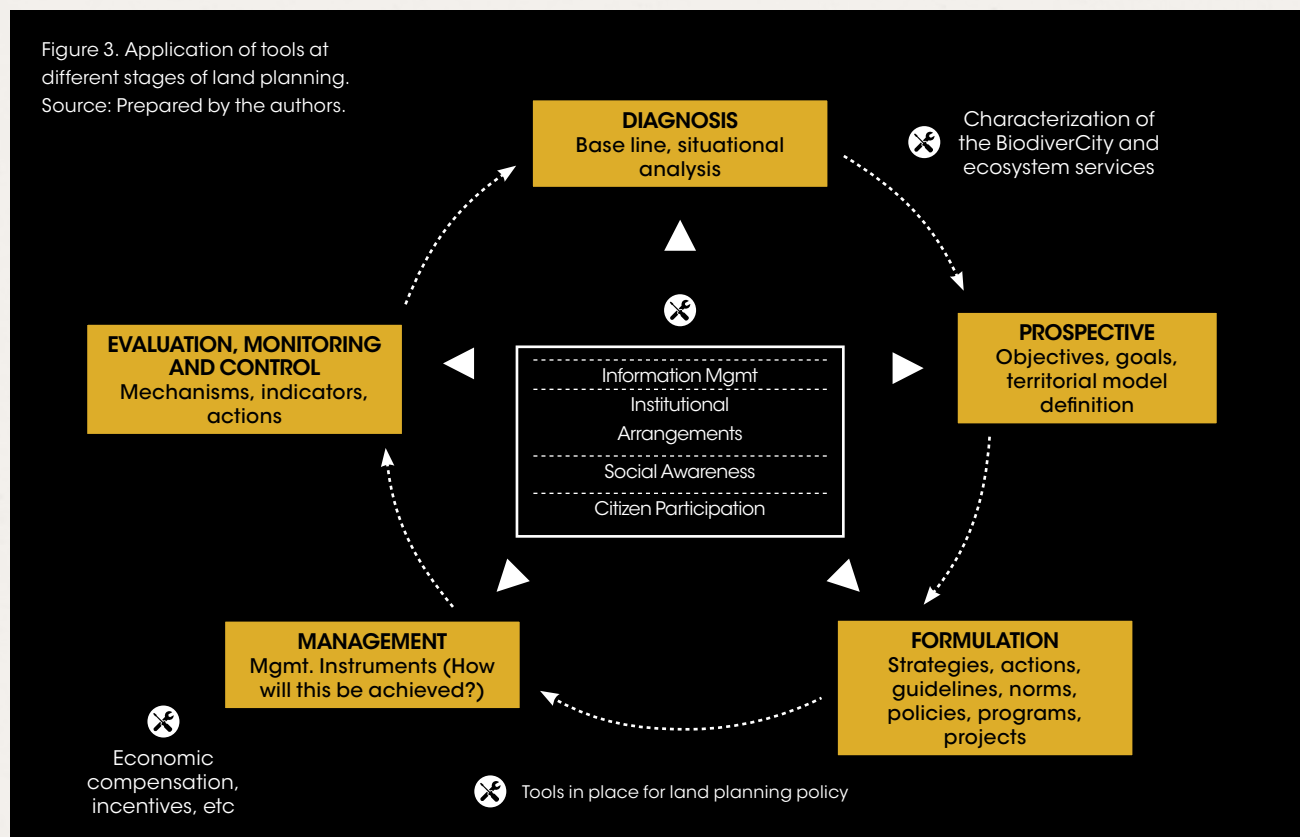 Figure 3. Application of tools at
different stages of land planning.
Source: Prepared by the authors.
DIAGNOSIS
Base line, situational
analysis
Characterization of
the BiodiverCity and
ecosystem services
EVALUATION, MONITORING
AND CONTROL
Mechanisms, indicators,
actions
Information Mgmt
Institutional
Arrangements
Social Awareness
Citizen Participation
PROSPECTIVE
Objectives, goals,
territorial model
definition
MANAGEMENT
Mgmt. Instruments (How
will this be achieved?)
FORMULATION
Strategies, actions,
guidelines, norms,
policies, programs,
projects
Economic
compensation,
incentives, etc
Tools in place for land planning policy